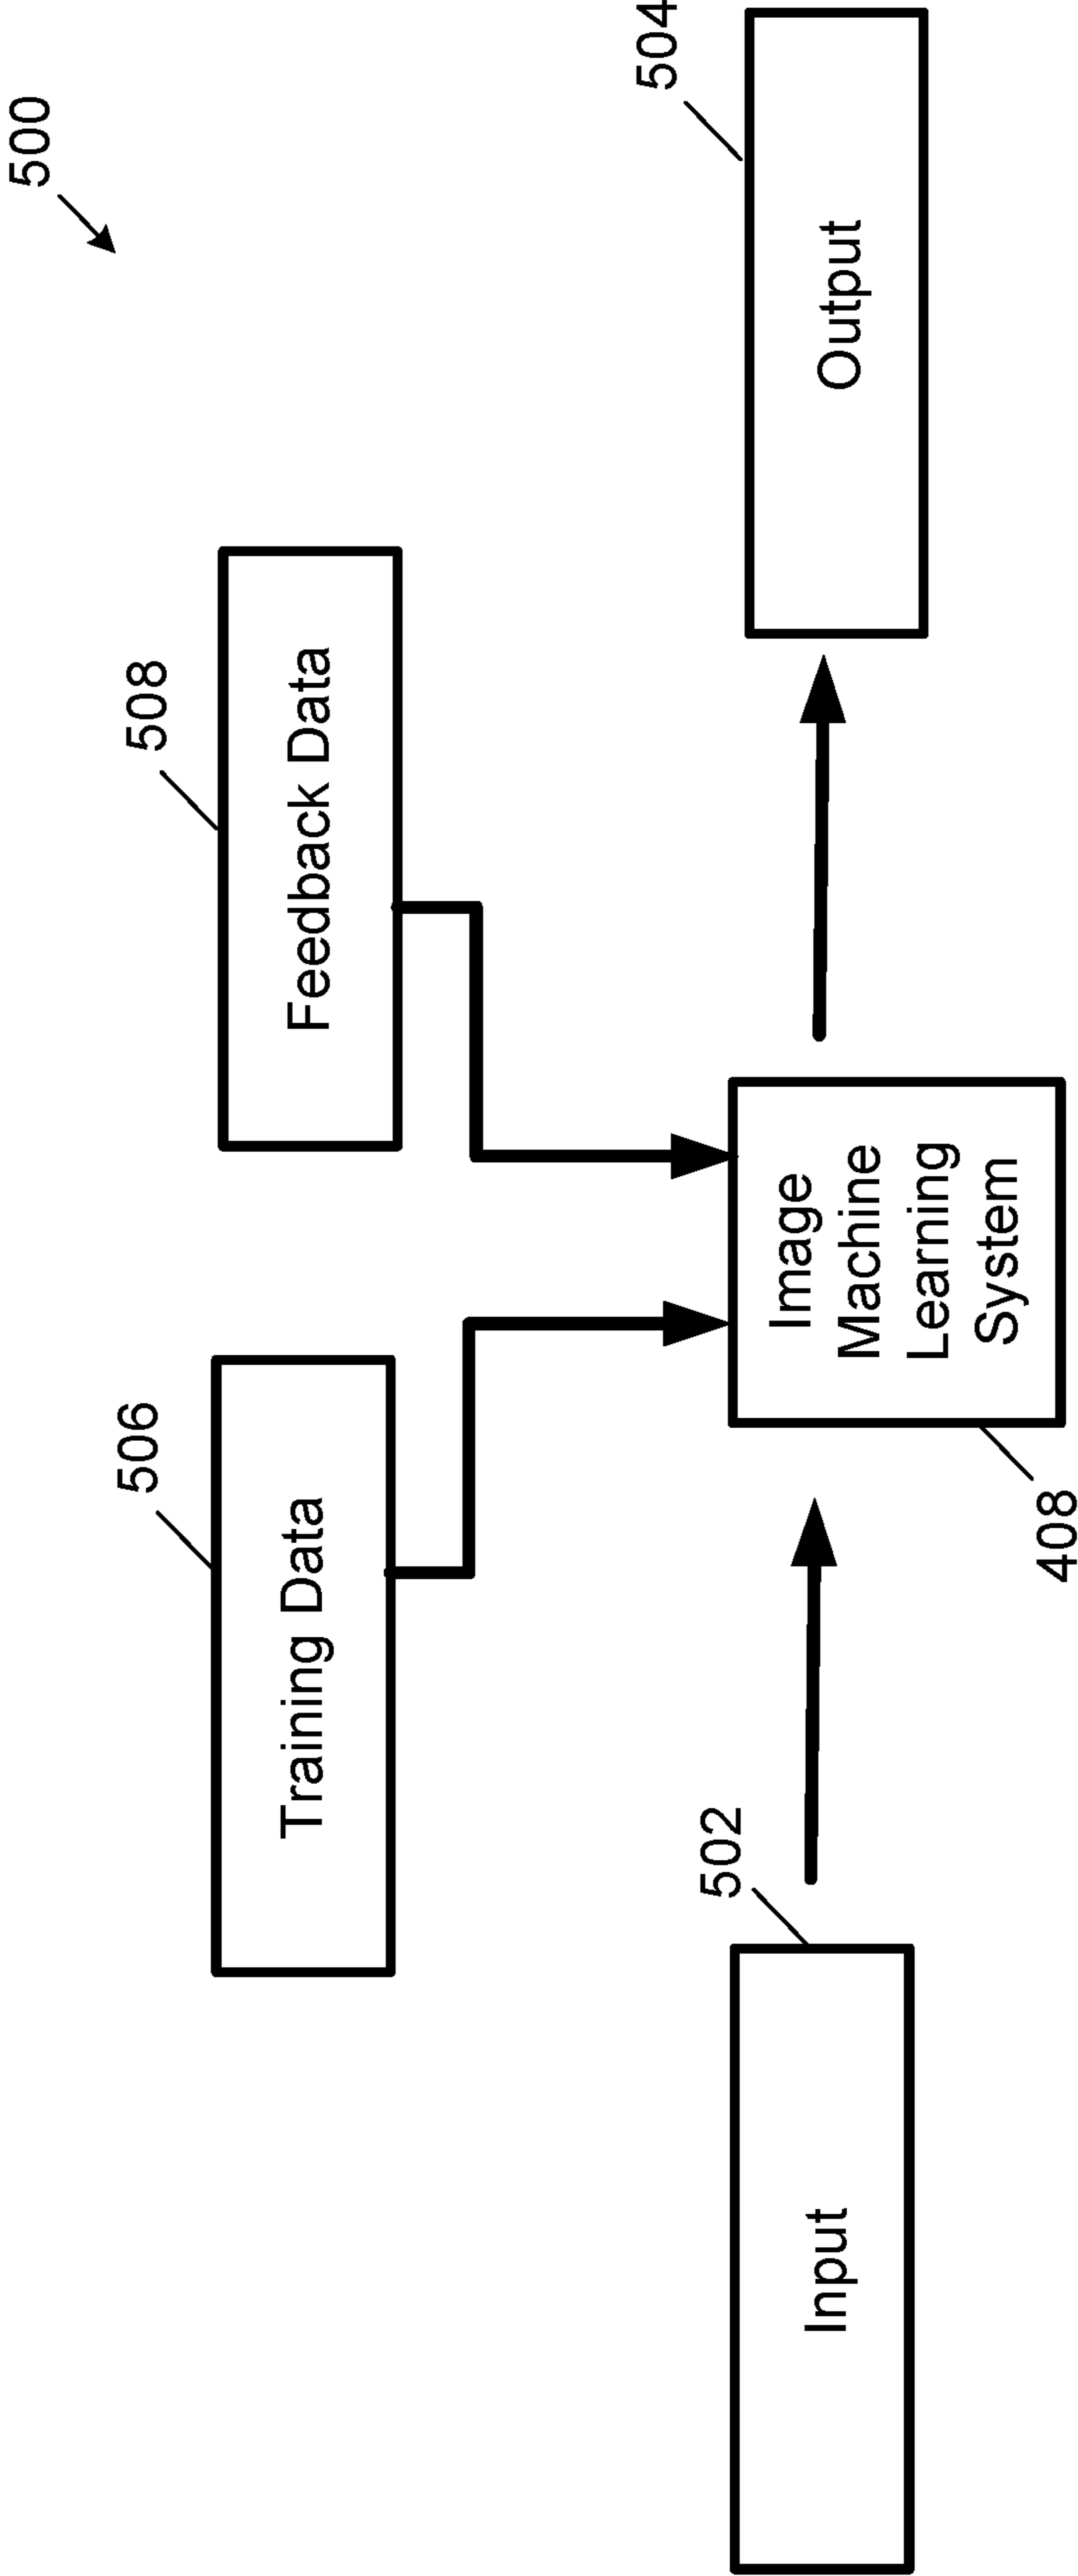 500
506
Training Data
508
Feedback Data
502
Input
408
Image
Machine
Learning
System
504
Output